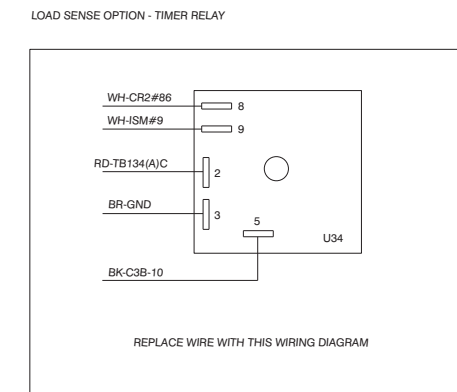 LOAD SENSE OPTION - TIMER RELAY
WH-CR2#86
8
WH-ISM#9
9
RD-TB134(A)C
2
BR-GND
3
5
U34
BK-C3B-10
REPLACE WIRE WITH THIS WIRING DIAGRAM